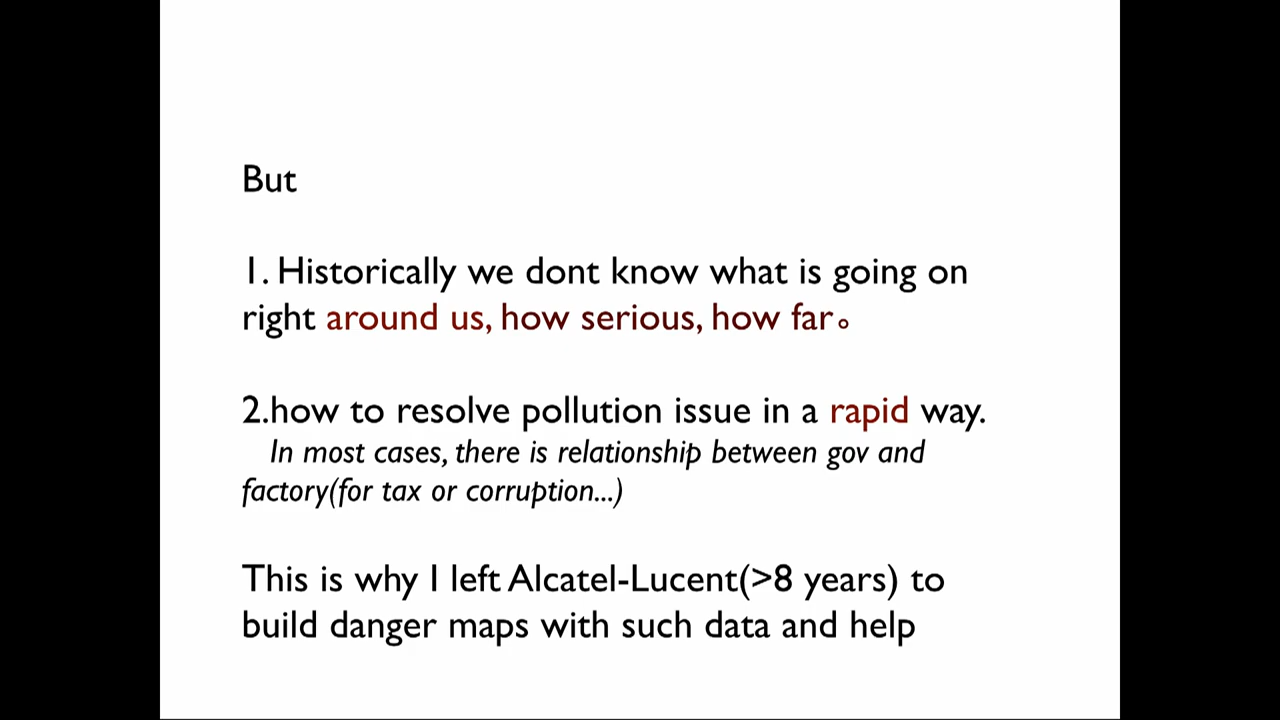 But
1. Historically we dont know what is going on
right around us, how serious, how far。
2.how to resolve pollution issue in a rapid way.
In most cases, there is relationship between gov and
factory(for tax or corruption...)
This is why I left Alcatel-Lucent(>8 years) to
build danger maps with such data and help